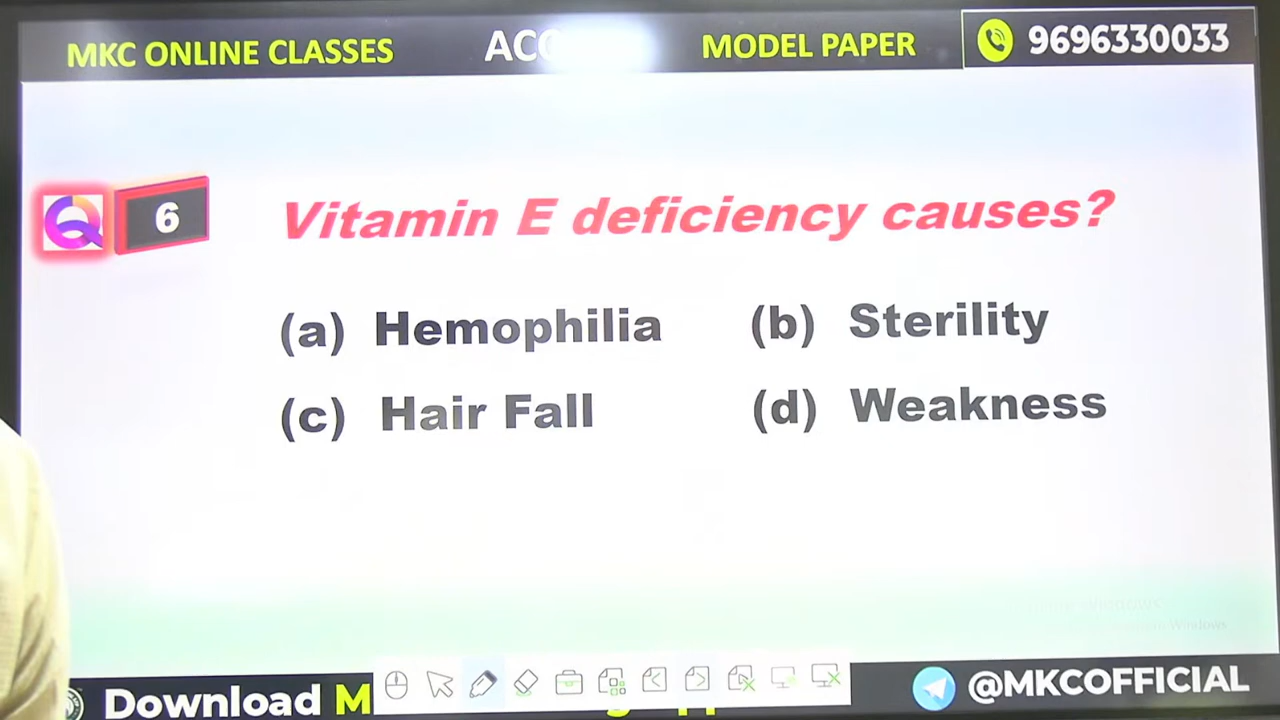 MKC ONLINE CLASSES
MODEL PAPER
9696330033
6
Vitamin E deficiency causes?
(a) Hemophilia
(b) Sterility
(c) Hair Fall
(d) Weakness
Download
@MKCOFFICIAL